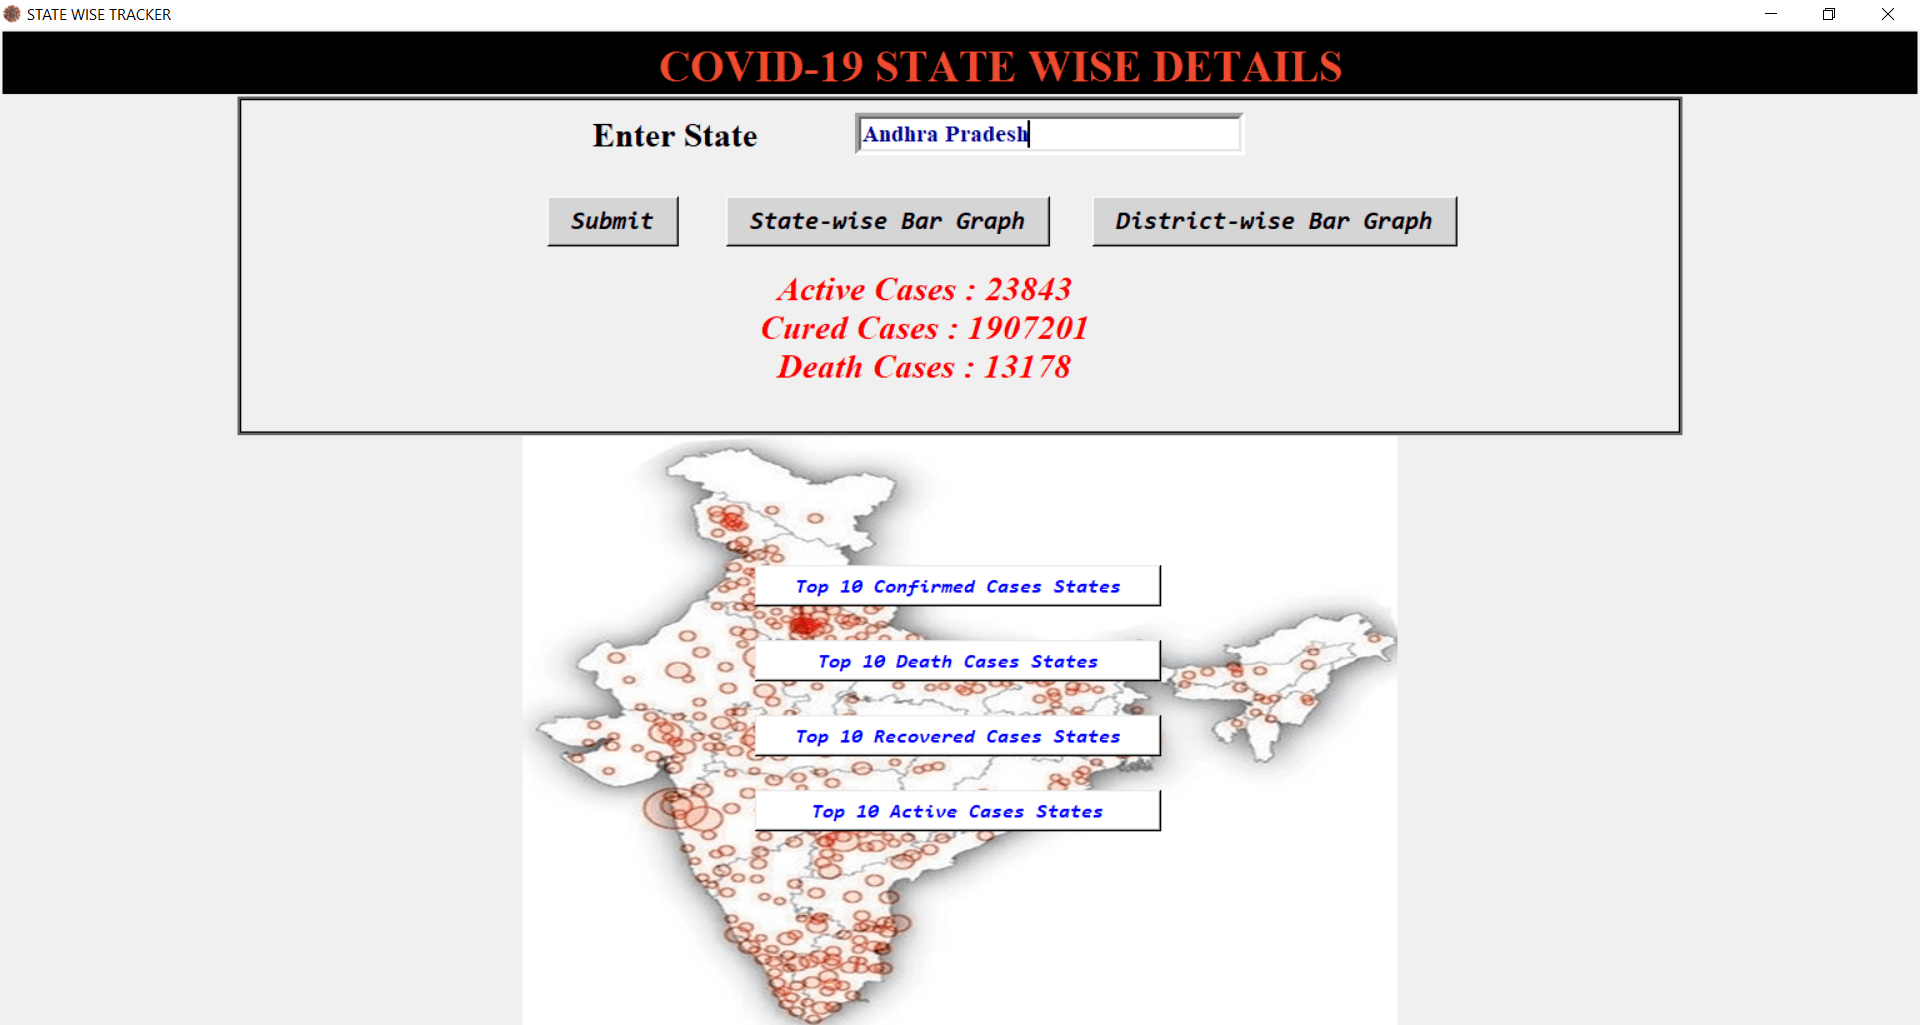 STATE WISE TRACKER
COVID-19 STATE WISE DETAILS
Enter State Andhra Pradesh
Submit State-wise Bar Graph District-wise Bar Graph
Active Cases : 23843
Cured Cases : 1907201
Death Cases : 13178
Top 10 Confirmed Cases States
Top 10 Death Cases States
Top 10 Recovered Cases States
Top 10 Active Cases States